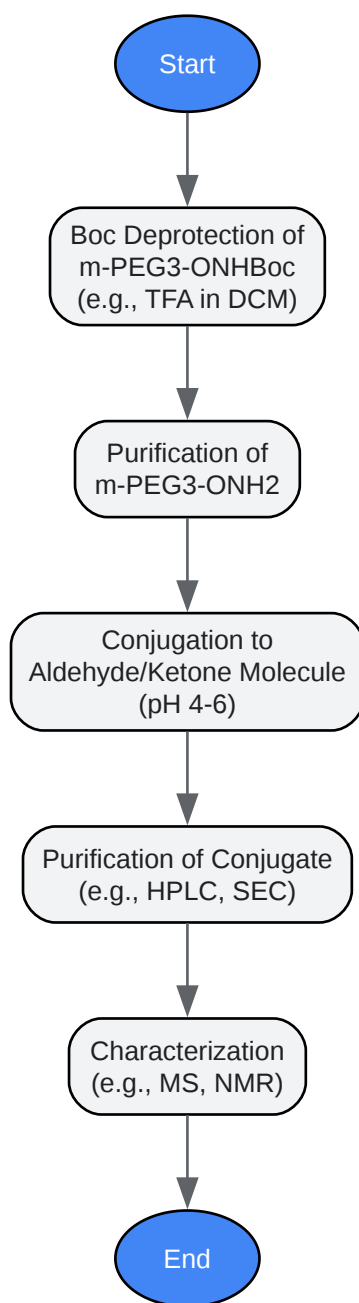 Start
Boc Deprotection of
m-PEG3-ONHBoc
(e.g., TFA in DCM)
Purification of
m-PEG3-ONH2
Conjugation to
Aldehyde/Ketone Molecule
(pH 4-6)
Purification of Conjugate
(e.g., HPLC, SEC)
Characterization
(e.g., MS, NMR)
End